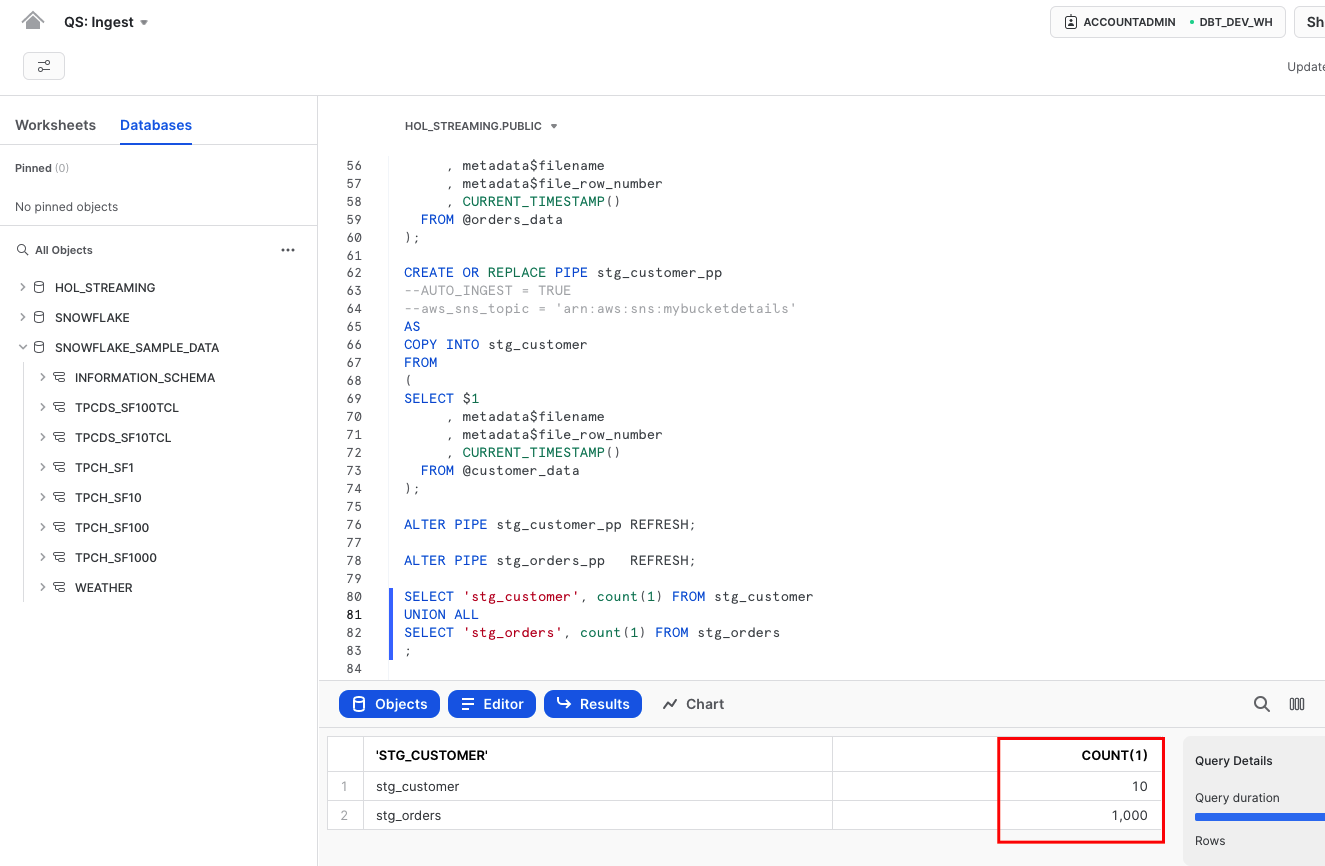 QS: Ingest
ACCOUNTADMIN
DBT_DEV_WH
Sh
Update
Worksheets
Databases
Pinned (0)
No pinned objects
All Objects
HOL_STREAMING
SNOWFLAKE
SNOWFLAKE_SAMPLE_DATA
INFORMATION_SCHEMA
TPCDS_SF100TCL
TPCDS_SF10TCL
TPCH_SF1
TPCH_SF10
TPCH_SF100
TPCH_SF1000
WEATHER
HOL_STREAMING.PUBLIC
56 , metadata$filename
57 , metadata$file_row_number
58 , CURRENT_TIMESTAMP()
59 FROM @orders_data
60 );
61
62 CREATE OR REPLACE PIPE stg_customer_pp
63 --AUTO_INGEST = TRUE
64 --aws_sns_topic = 'arn:aws:sns:mybucketdetails'
65 AS
66 COPY INTO stg_customer
67 FROM
68 (
69 SELECT $1
70 , metadata$filename
71 , metadata$file_row_number
72 , CURRENT_TIMESTAMP()
73 FROM @customer_data
74 );
75
76 ALTER PIPE stg_customer_pp REFRESH;
77
78 ALTER PIPE stg_orders_pp REFRESH;
79
80 SELECT 'stg_customer', count(1) FROM stg_customer
81 UNION ALL
82 SELECT 'stg_orders', count(1) FROM stg_orders
83 ;
84
Objects
Editor
Results
Chart
'STG_CUSTOMER' COUNT(1)
1 stg_customer 10
2 stg_orders 1,000
Query Details
Query duration
Rows